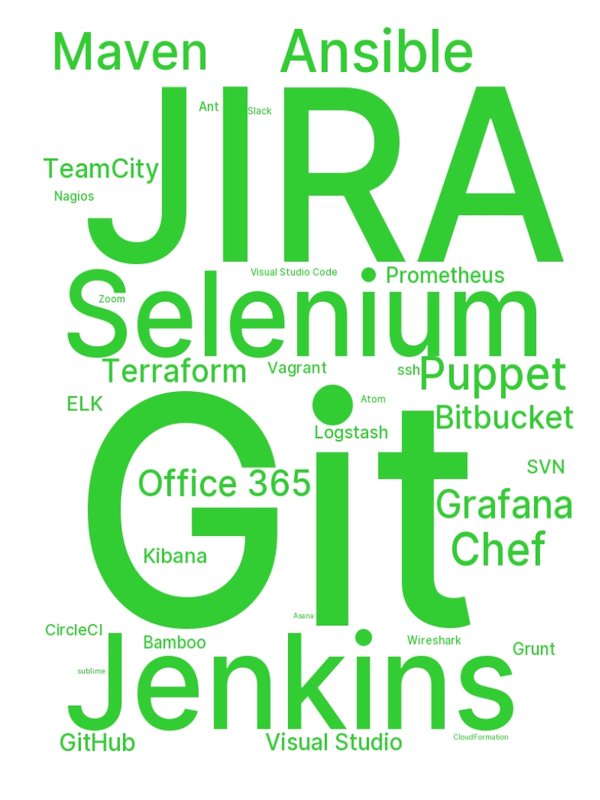 Maven
Ansible
JIRA
Ant
Slack
TeamCity
Nagios
Visual Studio Code
Prometheus
Selenium
Zoom
Terraform
Vagrant
ssh
Puppet
ELK
Atom
Bitbucket
Logstash
Git
SVN
Office 365
Grafana
Chef
Kibana
Asana
CircleCI
Bamboo
Wireshark
Grunt
sublime
Jenkins
GitHub
Visual Studio
CloudFormation